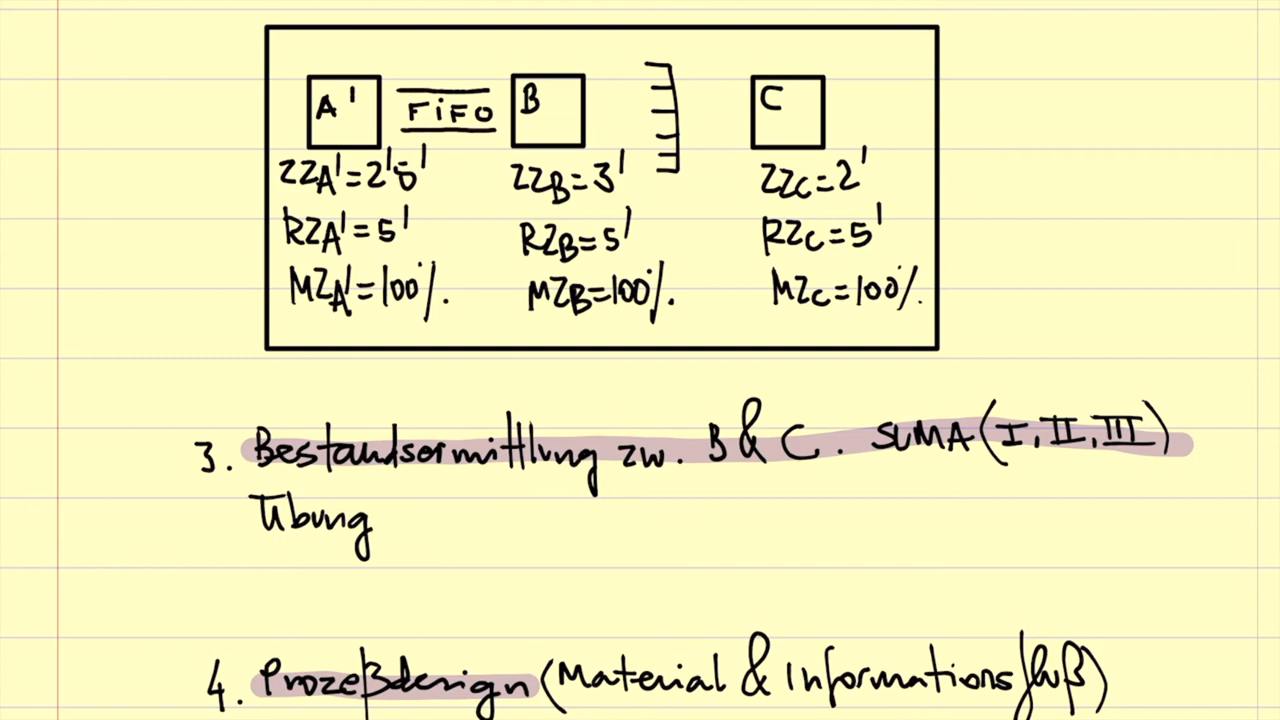 A' FiFO B C
ZZA'=2'8' ZZB=3' ZZC=2'
RZA'=5' RZB=5' RZC=5'
MZA'=100%. MZB=100%. MZC=100%.
3. Bestandsermittlung zw. B & C. SUMA (I, II, III)
Übung
4. Prozeßdesign (Material & Informationsfluß)